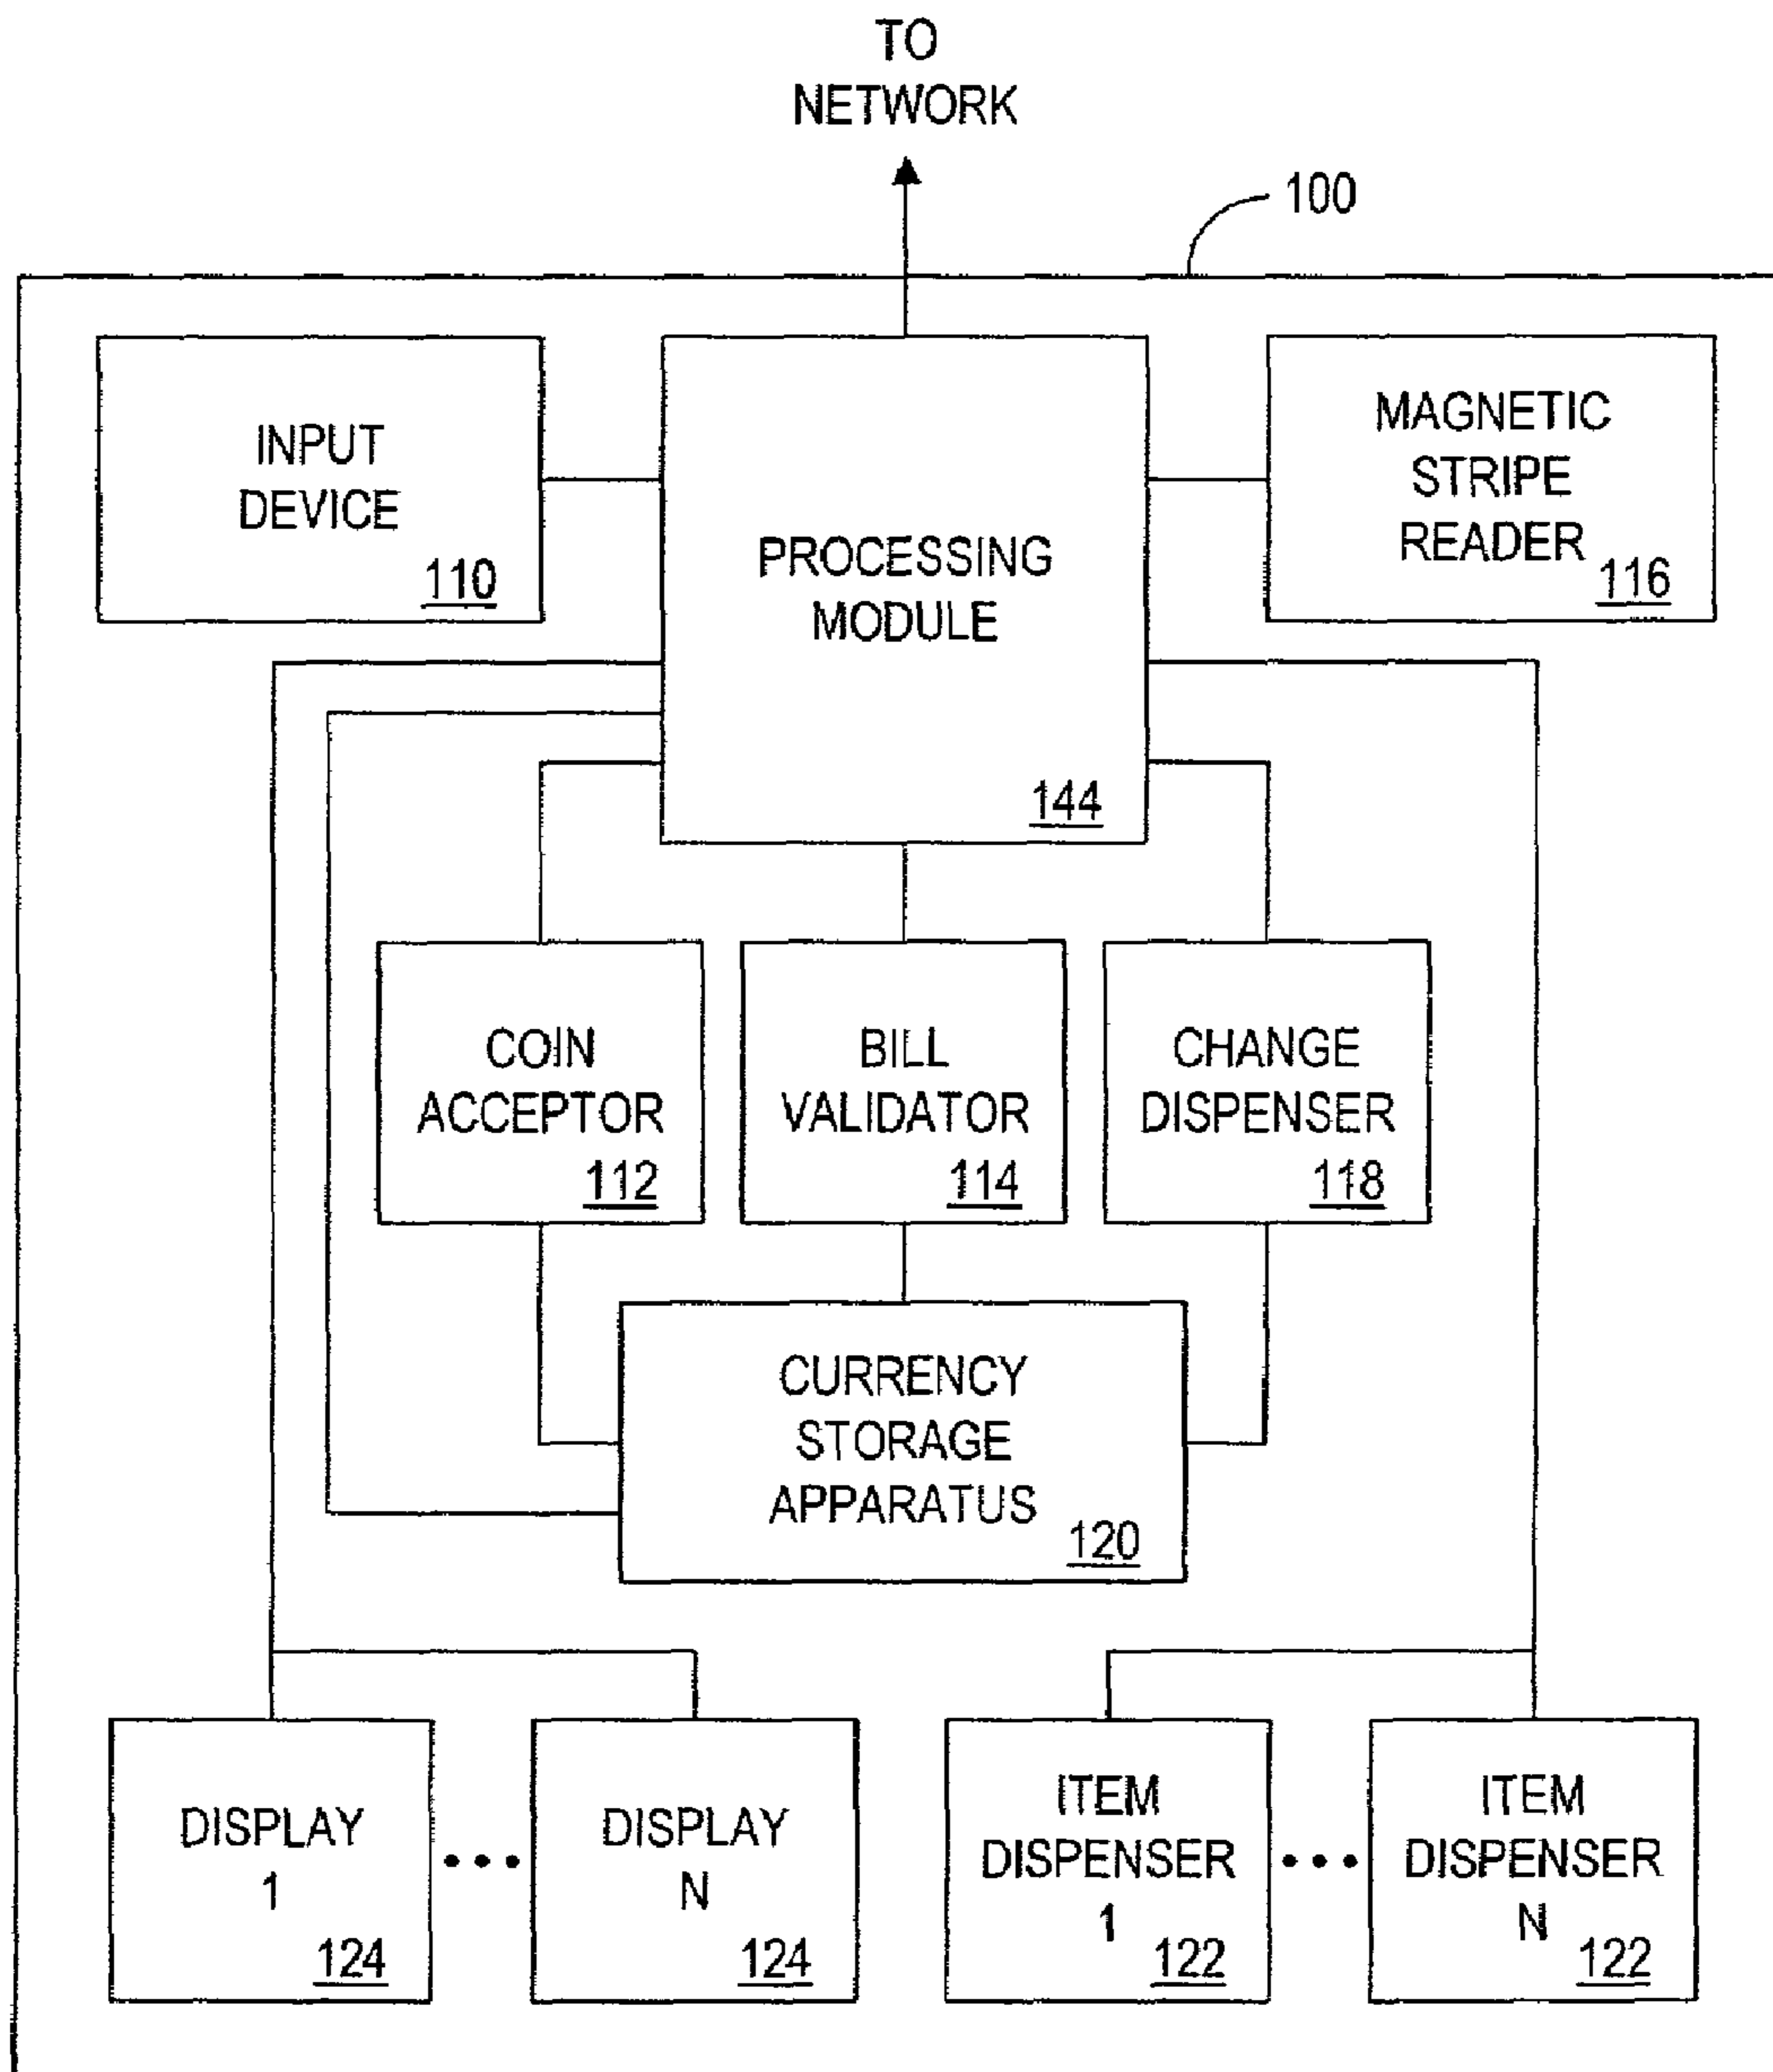 TO
NETWORK
100
INPUT
DEVICE
110
PROCESSING
MODULE
144
MAGNETIC
STRIPE
READER
116
COIN
ACCEPTOR
112
BILL
VALIDATOR
114
CHANGE
DISPENSER
118
CURRENCY
STORAGE
APPARATUS
120
DISPLAY
1
124
DISPLAY
N
124
ITEM
DISPENSER
1
122
ITEM
DISPENSER
N
122